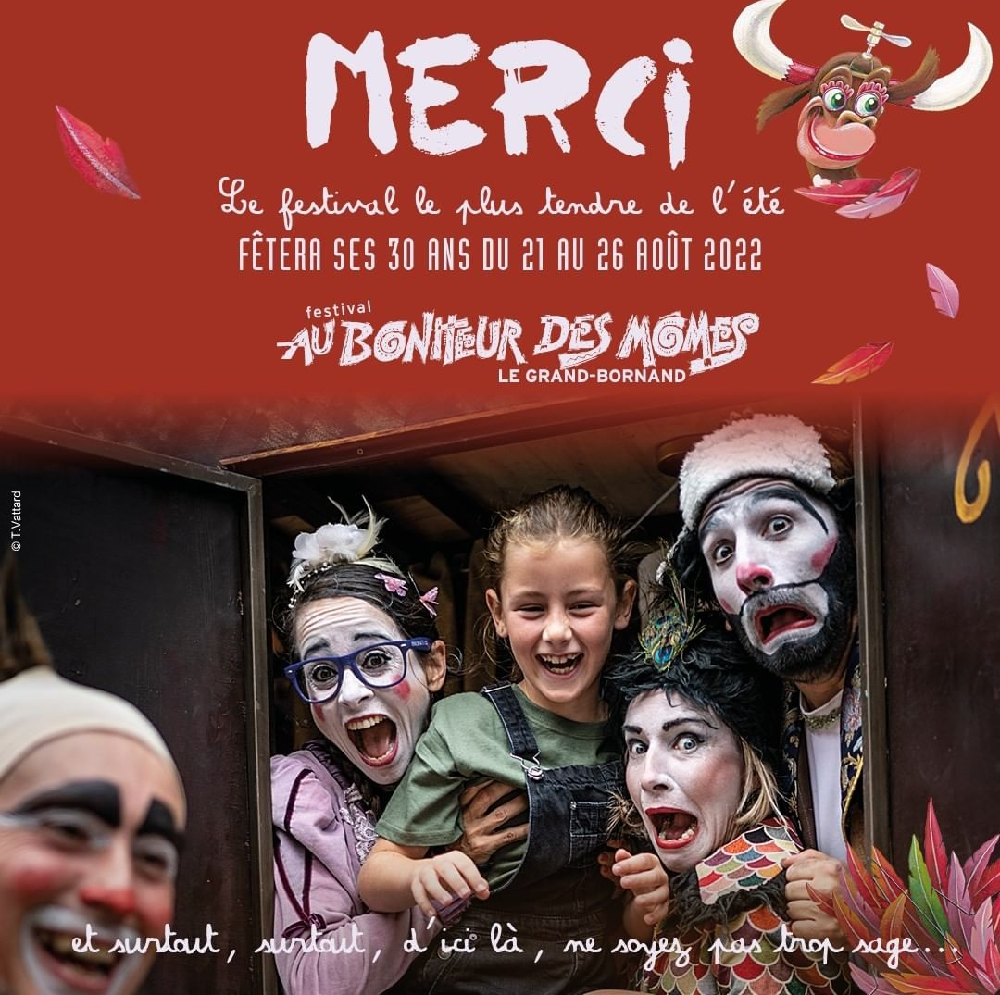 MERCi
Le festival le plus tendre de l'été
FÊTERA SES 30 ANS DU 21 AU 26 AOÛT 2022
festival
AU BONHEUR DES MÔMES
LE GRAND-BORNAND
© T.Vattard
et surtout, surtout, d'ici là, ne soyez pas trop sage...